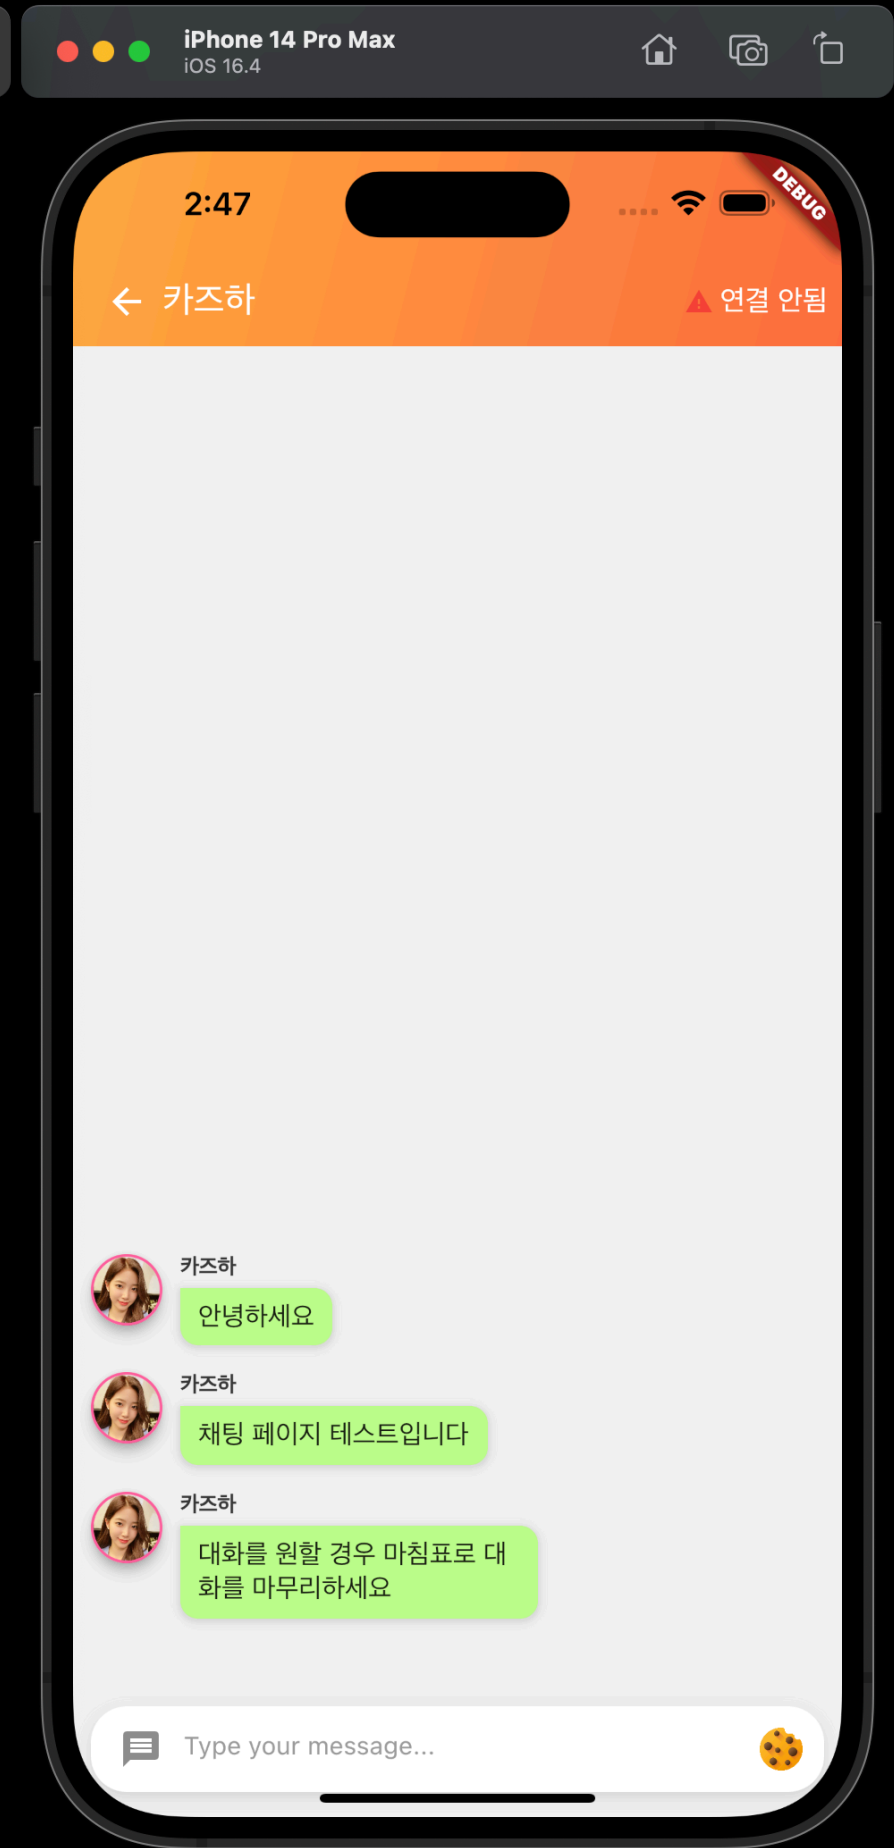 iPhone 14 Pro Max
iOS 16.4
2:47
DEBUG
카즈하
연결 안됨
카즈하
안녕하세요
카즈하
채팅 페이지 테스트입니다
카즈하
대화를 원할 경우 마침표로 대
화를 마무리하세요
Type your message...